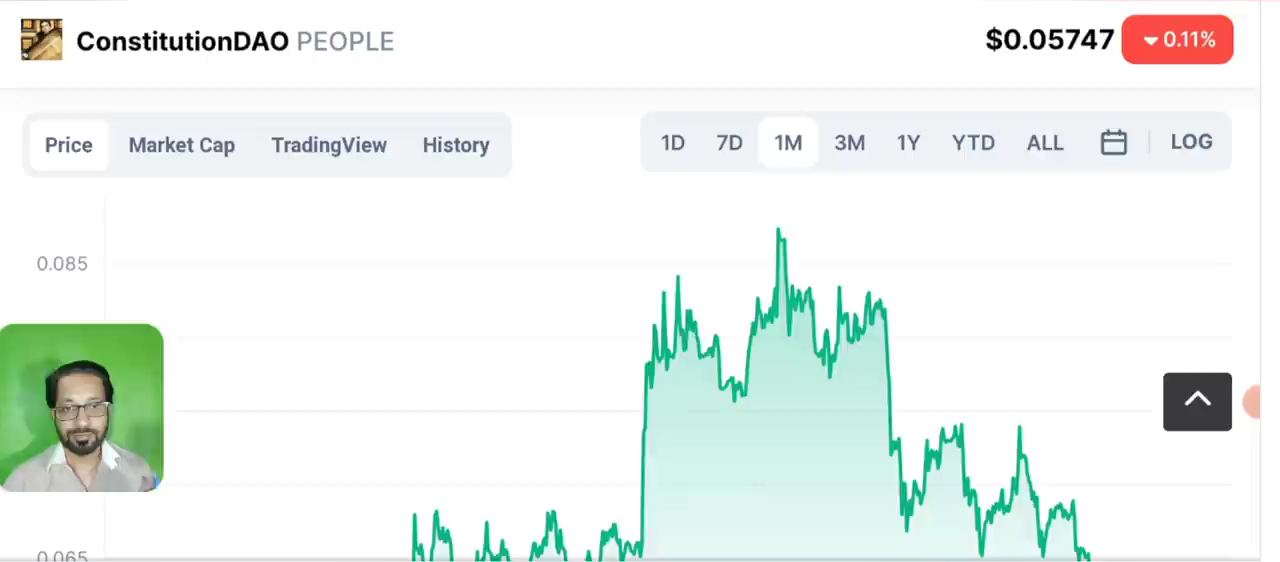 ConstitutionDAO PEOPLE $0.05747 0.11%
Price Market Cap TradingView History 1D 7D 1M 3M 1Y YTD ALL LOG
0.085
0.065